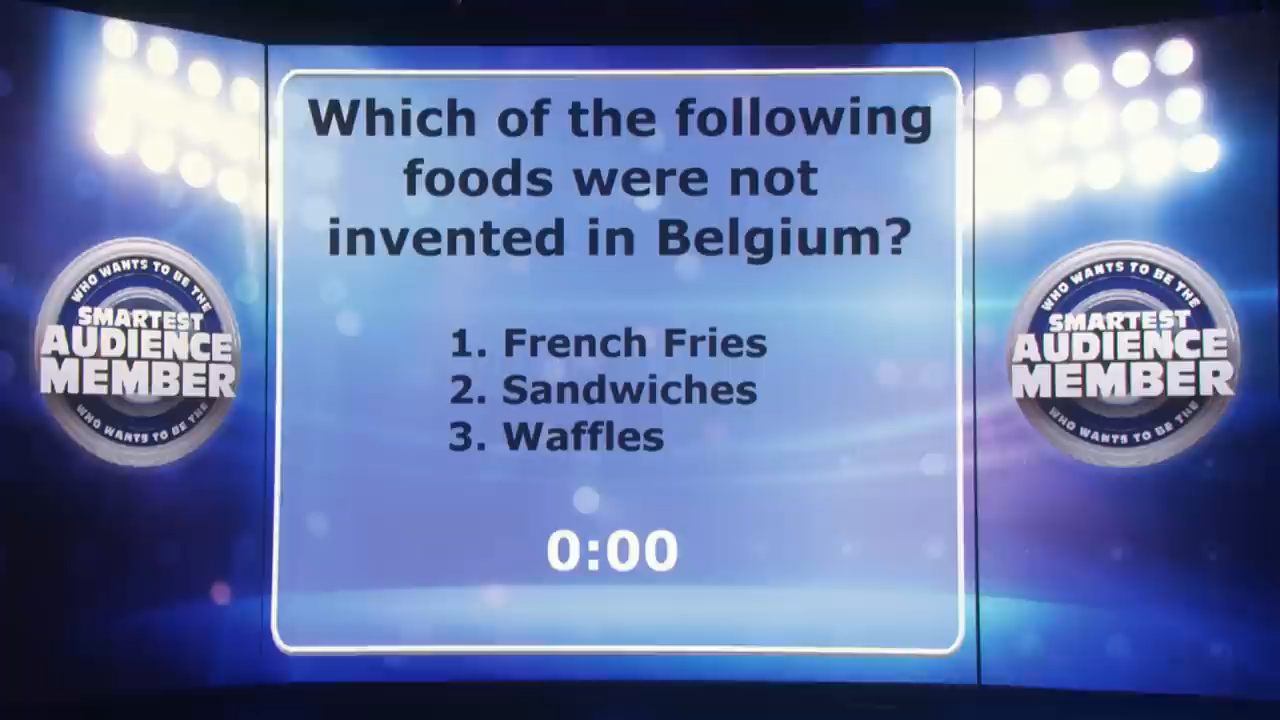 Which of the following
foods were not
invented in Belgium?
1. French Fries
2. Sandwiches
3. Waffles
0:00
WHO WANTS TO BE THE
SMARTEST
AUDIENCE
MEMBER
WHO WANTS TO BE THE
WHO WANTS TO BE THE
SMARTEST
AUDIENCE
MEMBER
WHO WANTS TO BE THE